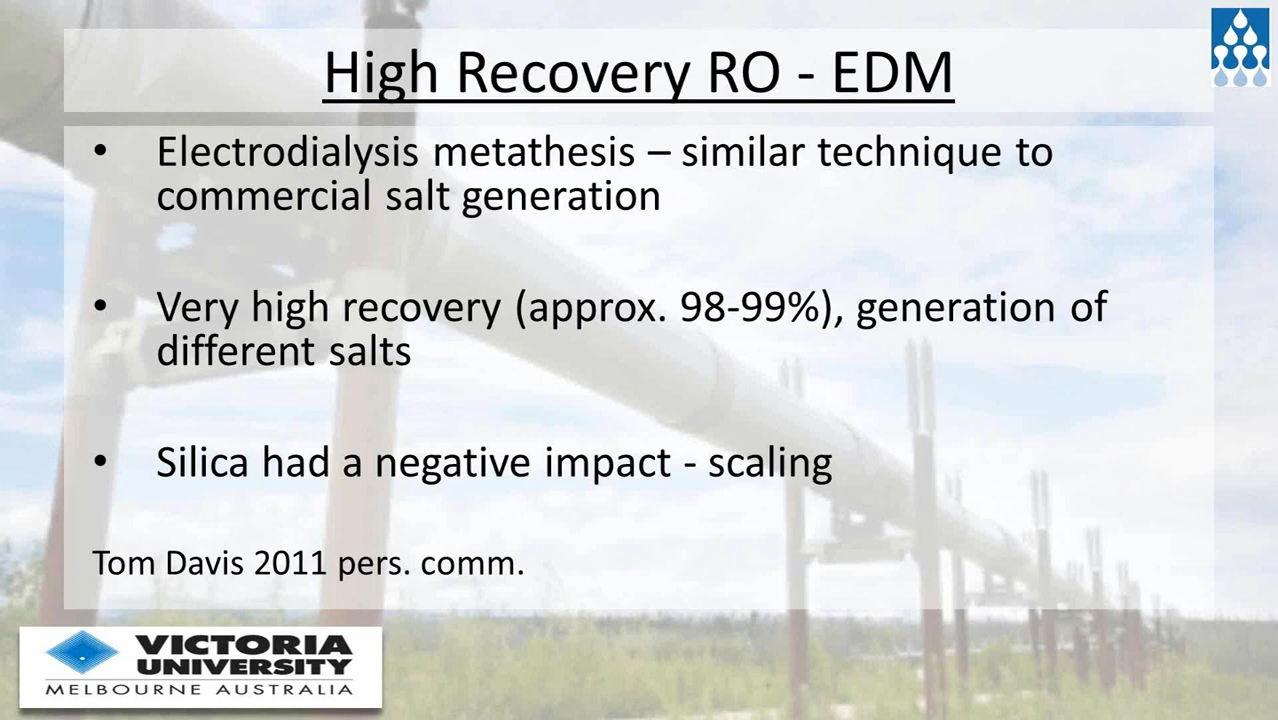 High Recovery RO - EDM
• Electrodialysis metathesis – similar technique to
commercial salt generation
• Very high recovery (approx. 98-99%), generation of
different salts
• Silica had a negative impact - scaling
Tom Davis 2011 pers. comm.
VICTORIA
UNIVERSITY
MELBOURNE AUSTRALIA